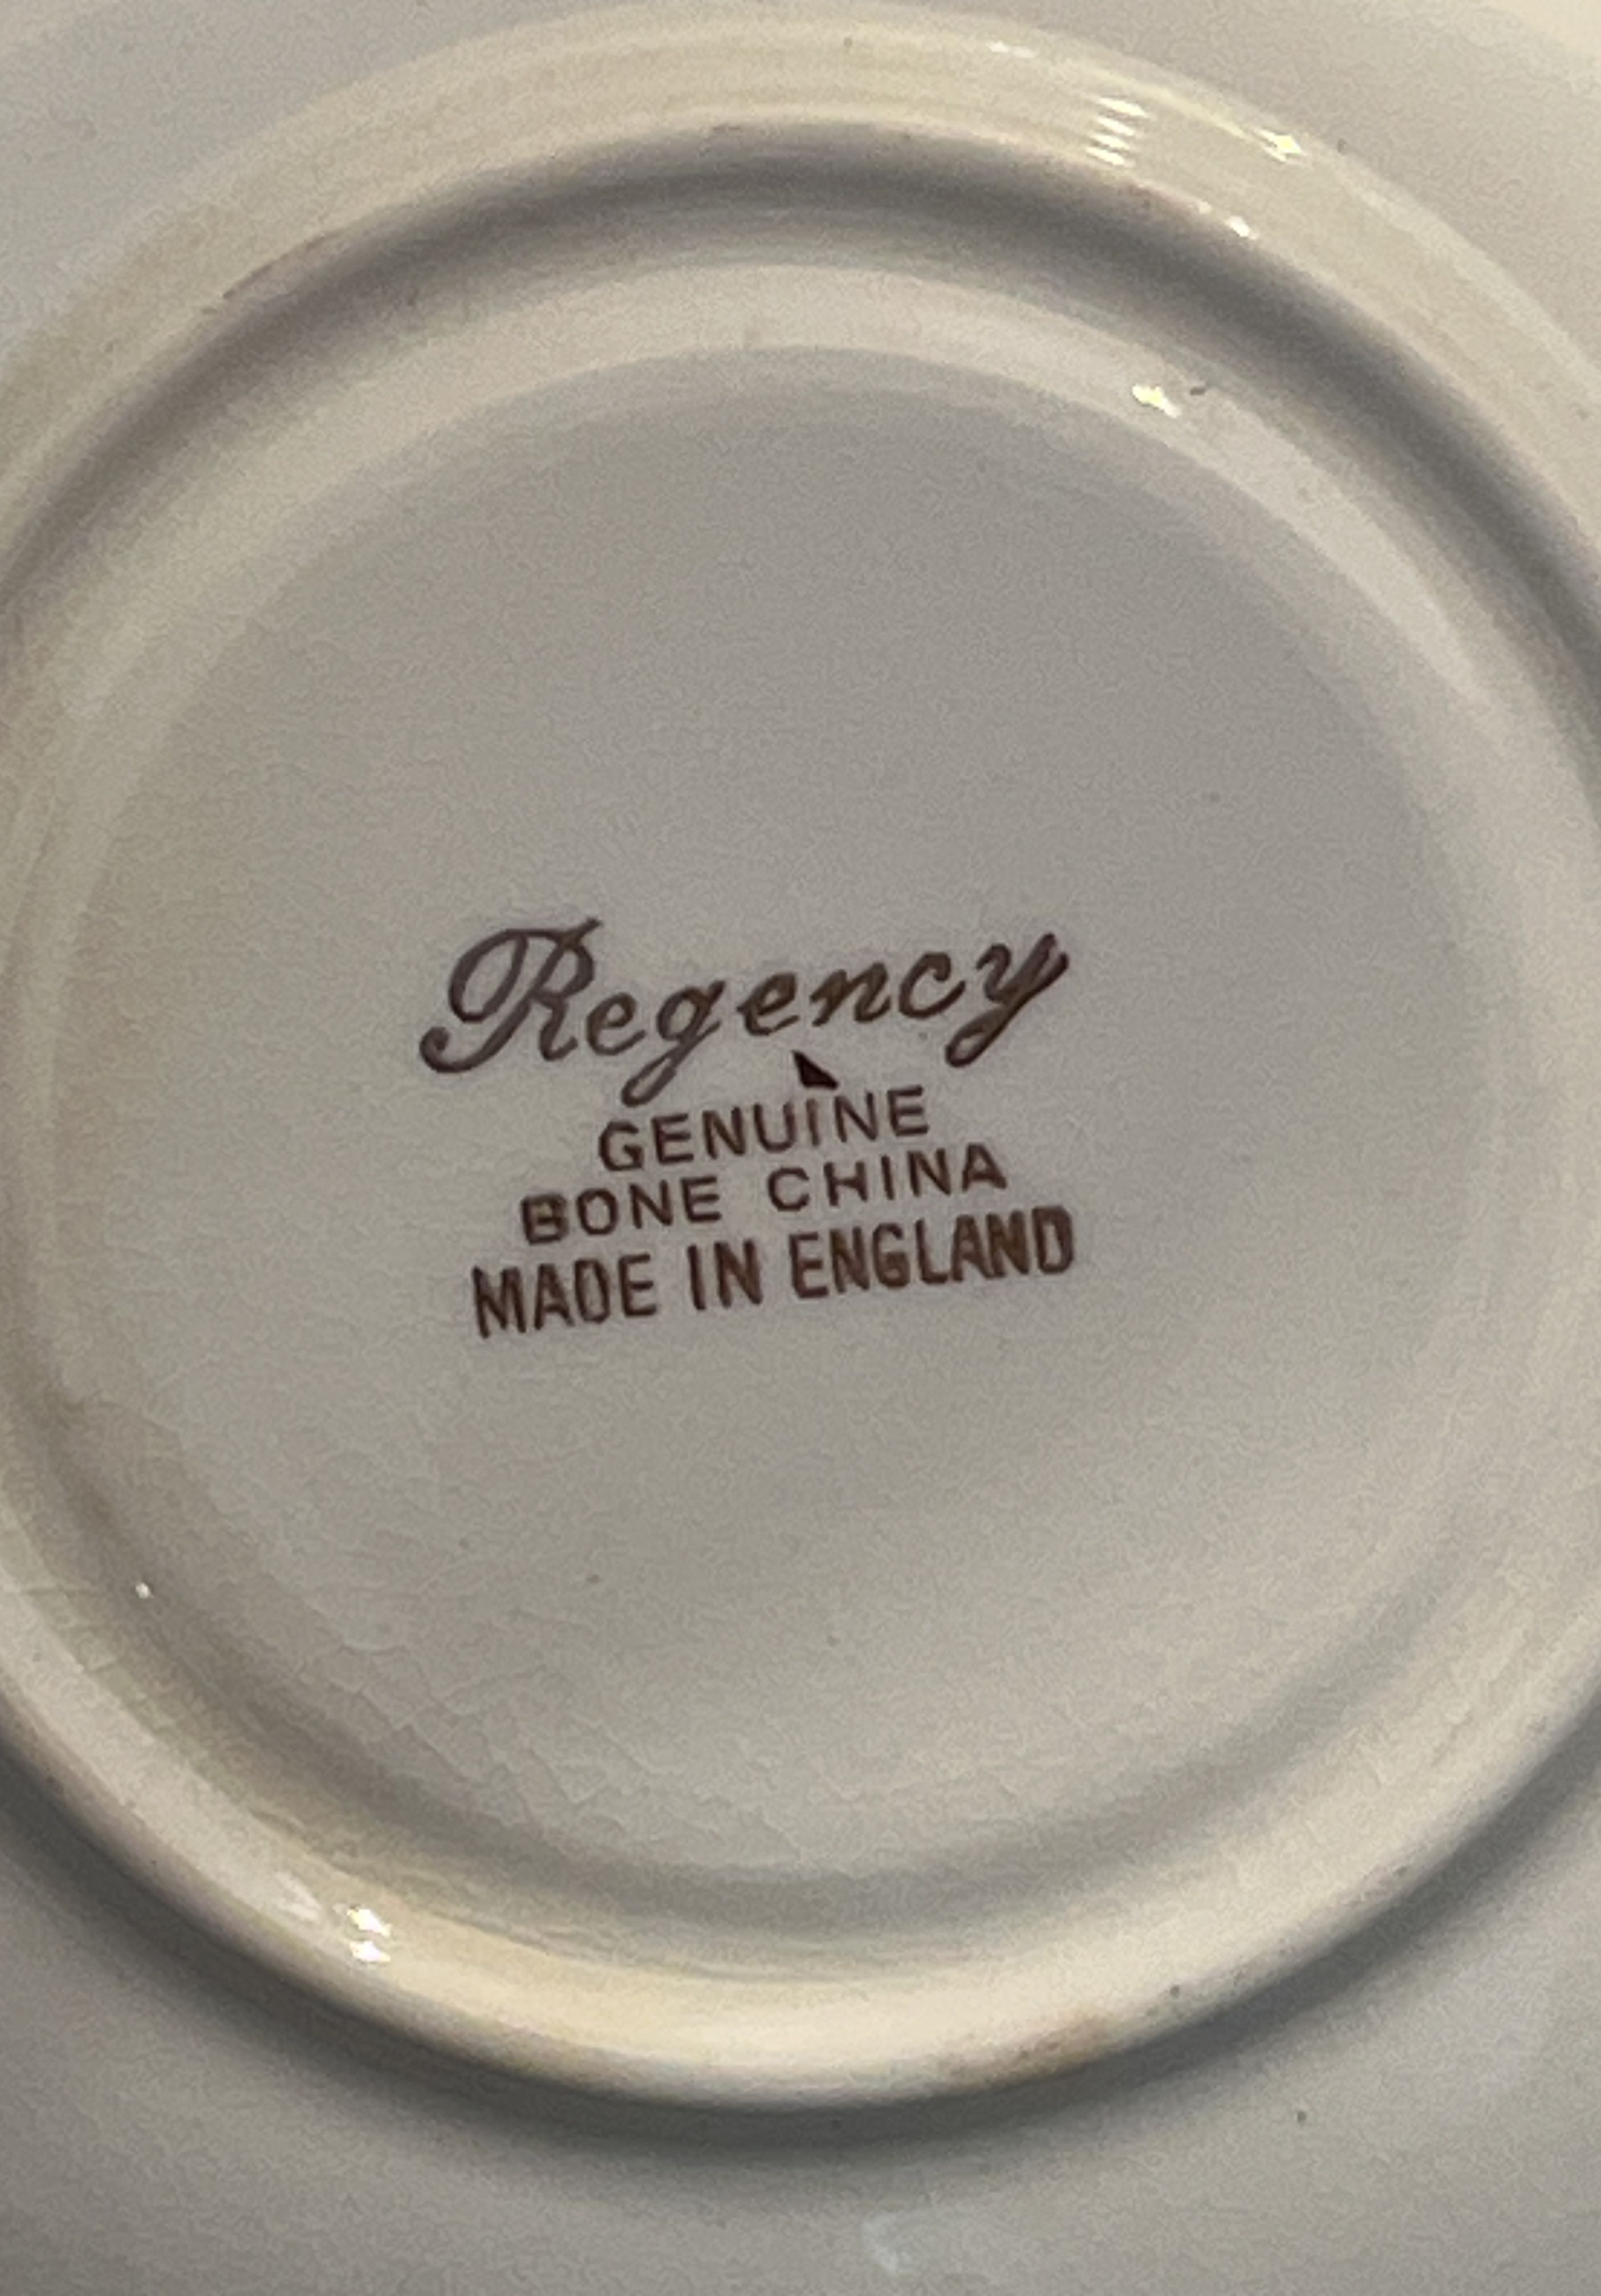 Regency
GENUINE
BONE CHINA
MADE IN ENGLAND